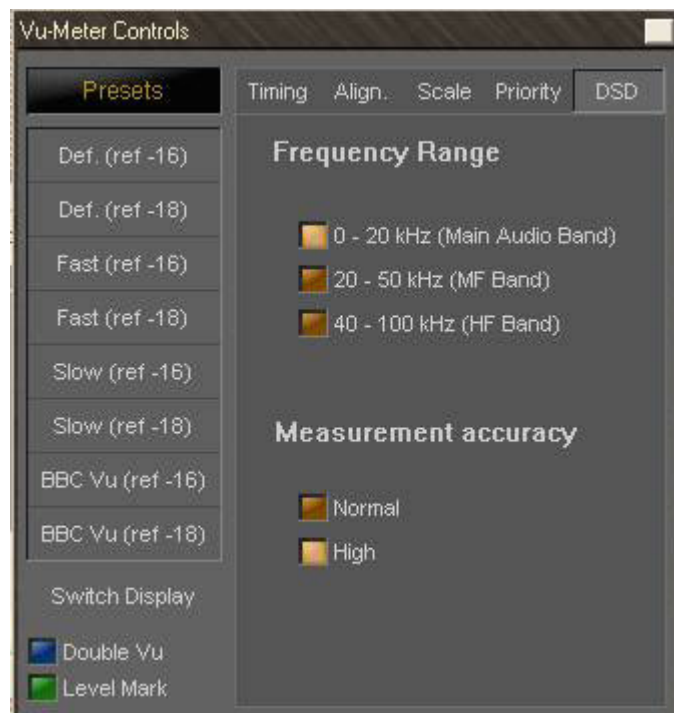 Vu-Meter Controls
Presets
Def. (ref -16)
Def. (ref -18)
Fast (ref -16)
Fast (ref -18)
Slow (ref -16)
Slow (ref -18)
BBC Vu (ref -16)
BBC Vu (ref -18)
Switch Display
Double Vu
Level Mark
Timing Align. Scale Priority DSD
Frequency Range
0 - 20 kHz (Main Audio Band)
20 - 50 kHz (MF Band)
40 - 100 kHz (HF Band)
Measurement accuracy
Normal
High